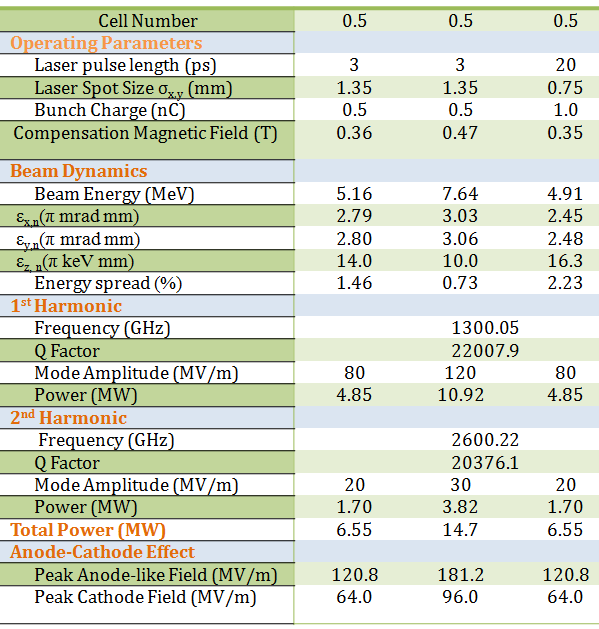 Cell Number 0.5 0.5 0.5
Operating Parameters
Laser pulse length (ps) 3 3 20
Laser Spot Size σx,y (mm) 1.35 1.35 0.75
Bunch Charge (nC) 0.5 0.5 1.0
Compensation Magnetic Field (T) 0.36 0.47 0.35
Beam Dynamics
Beam Energy (MeV) 5.16 7.64 4.91
εx,n(π mrad mm) 2.79 3.03 2.45
εy,n(π mrad mm) 2.80 3.06 2.48
εz, n(π keV mm) 14.0 10.0 16.3
Energy spread (%) 1.46 0.73 2.23
1st Harmonic
Frequency (GHz) 1300.05
Q Factor 22007.9
Mode Amplitude (MV/m) 80 120 80
Power (MW) 4.85 10.92 4.85
2nd Harmonic
Frequency (GHz) 2600.22
Q Factor 20376.1
Mode Amplitude (MV/m) 20 30 20
Power (MW) 1.70 3.82 1.70
Total Power (MW) 6.55 14.7 6.55
Anode-Cathode Effect
Peak Anode-like Field (MV/m) 120.8 181.2 120.8
Peak Cathode Field (MV/m) 64.0 96.0 64.0